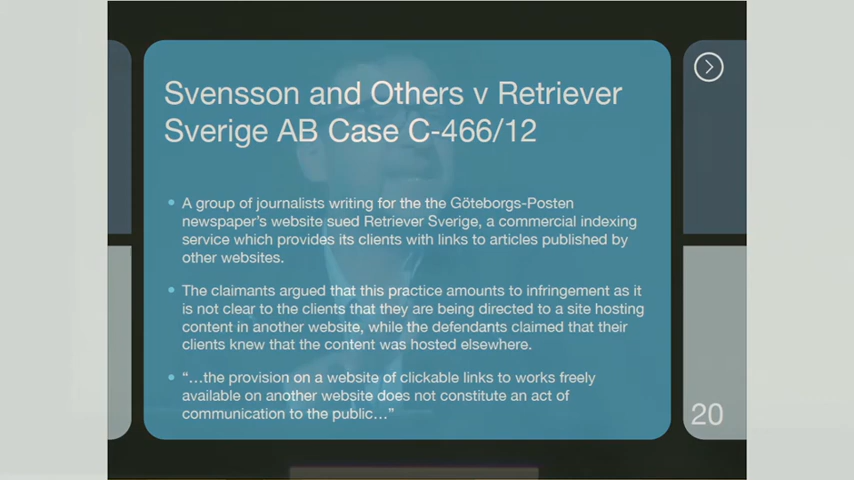 Svensson and Others v Retriever
Sverige AB Case C-466/12
• A group of journalists writing for the the Göteborgs-Posten
newspaper's website sued Retriever Sverige, a commercial indexing
service which provides its clients with links to articles published by
other websites.
• The claimants argued that this practice amounts to infringement as it
is not clear to the clients that they are being directed to a site hosting
content in another website, while the defendants claimed that their
clients knew that the content was hosted elsewhere.
• “…the provision on a website of clickable links to works freely
available on another website does not constitute an act of
communication to the public…”
20